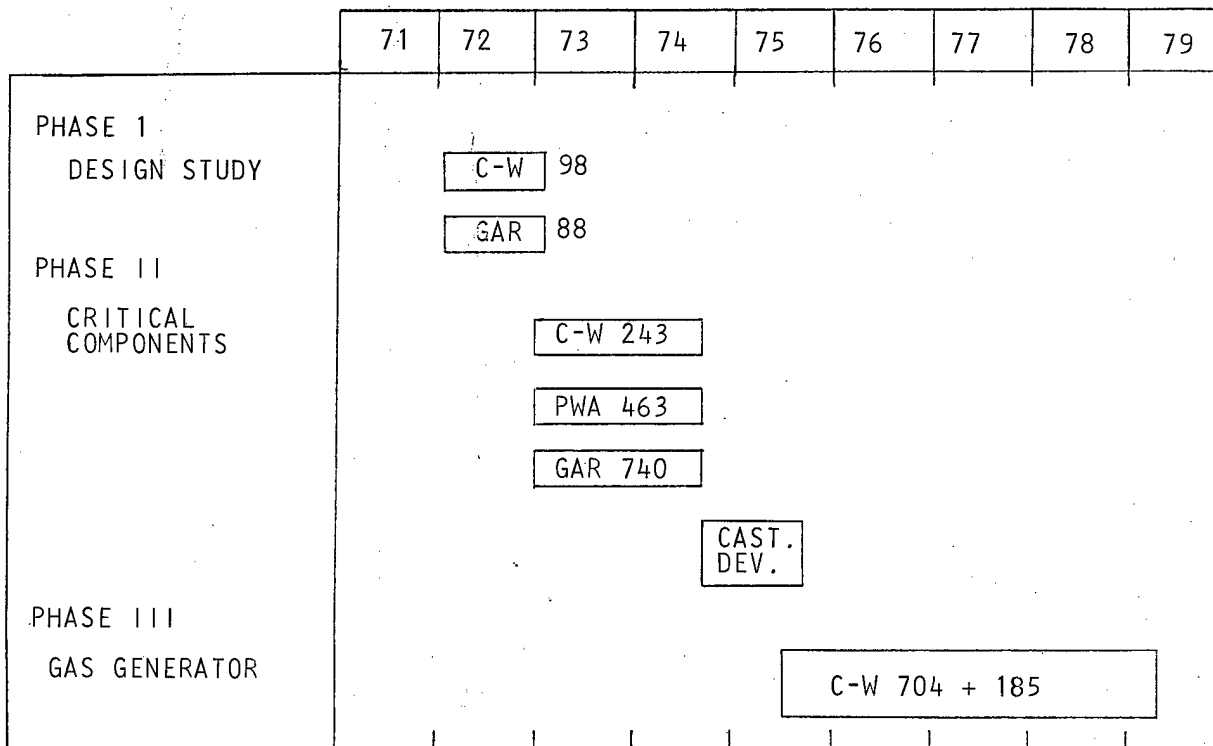 71 72 73 74 75 76 77 78 79
PHASE 1
DESIGN STUDY
C-W 98
GAR 88
PHASE II
CRITICAL
COMPONENTS
C-W 243
PWA 463
GAR 740
CAST.
DEV.
PHASE III
GAS GENERATOR
C-W 704 + 185